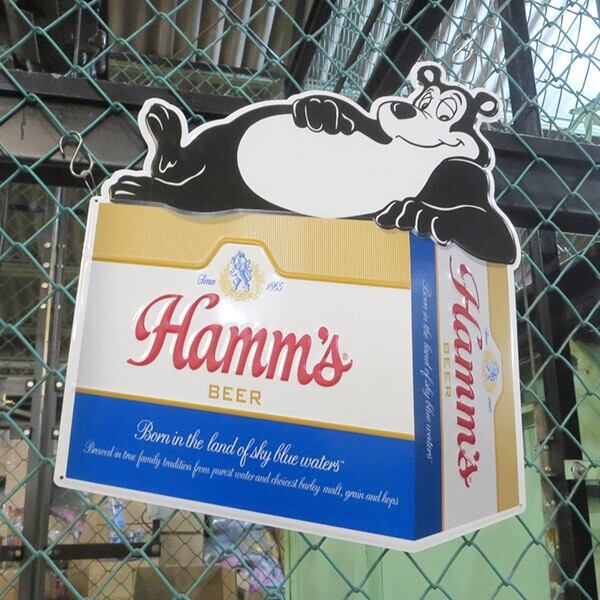 Since 1865
Hamm's
BEER
Born in the land of sky blue waters™
Brewed in true family tradition from purest water and choicest barley malt, grain and hops
Born in the land of sky blue waters
Hamm's
BEER